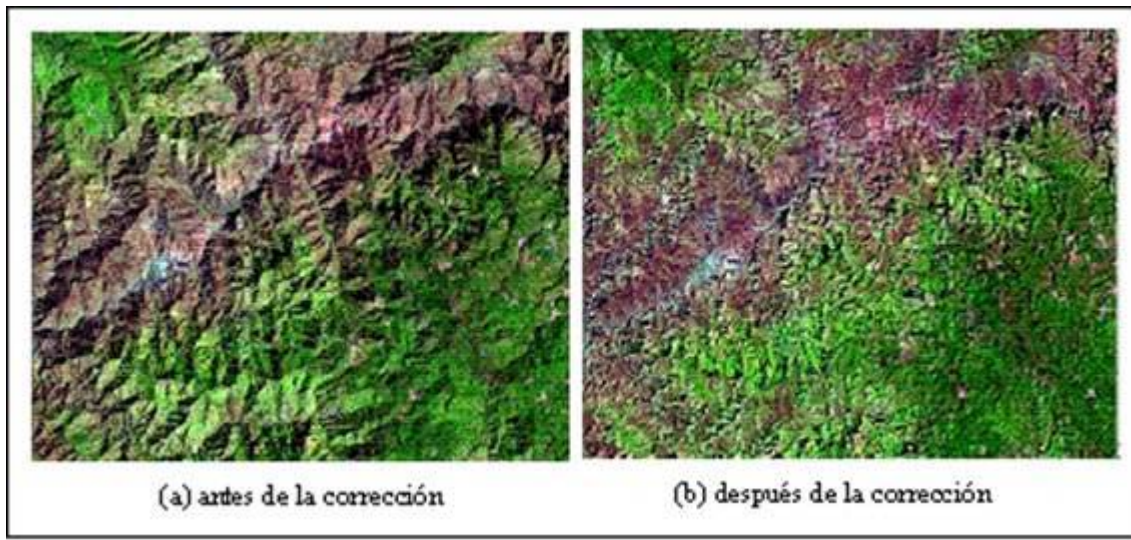 (a) antes de la corrección
(b) después de la corrección